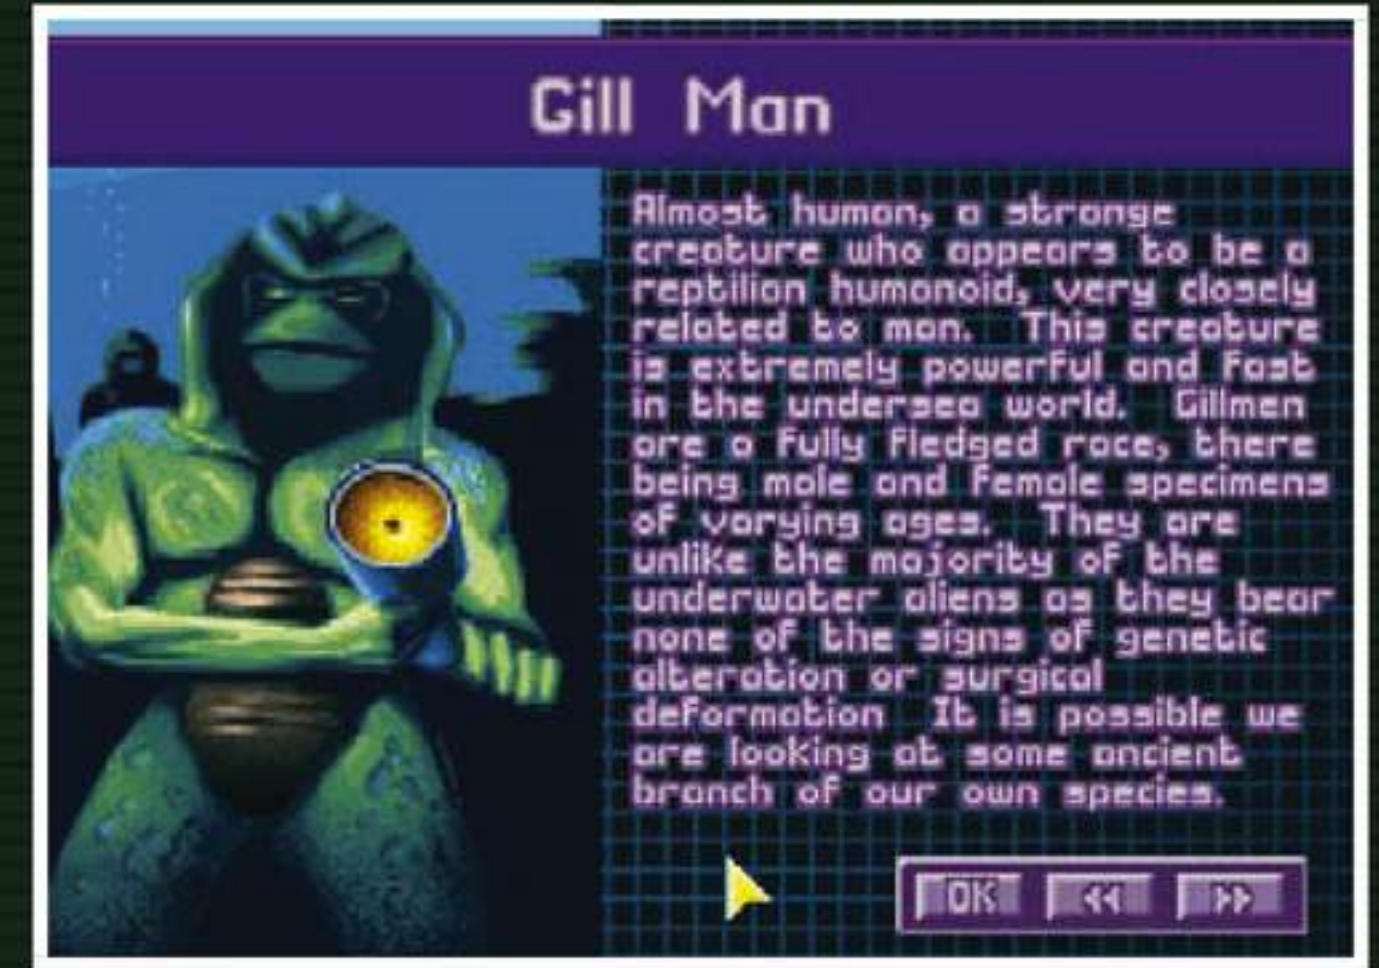 Gill Man
Almost human, a strange
creature who appears to be a
reptilian humanoid, very closely
related to man. This creature
is extremely powerful and fast
in the undersea world. Gillmen
are a fully fledged race, there
being male and female specimens
of varying ages. They are
unlike the majority of the
underwater aliens as they bear
none of the signs of genetic
alteration or surgical
deformation It is possible we
are looking at some ancient
branch of our own species.
OK << >>